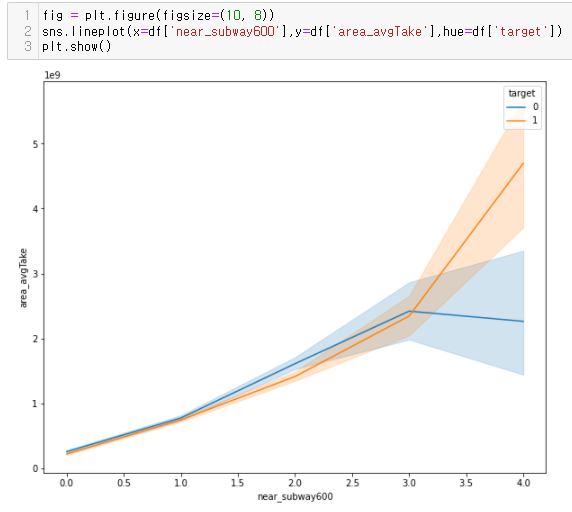 1 fig = plt.figure(figsize=(10, 8))
2 sns.lineplot(x=df['near_subway600'],y=df['area_avgTake'],hue=df['target'])
3 plt.show()
1e9
target
0
1
5
4
3
2
1
0
area_avgTake
0.0 0.5 1.0 1.5 2.0 2.5 3.0 3.5 4.0
near_subway600